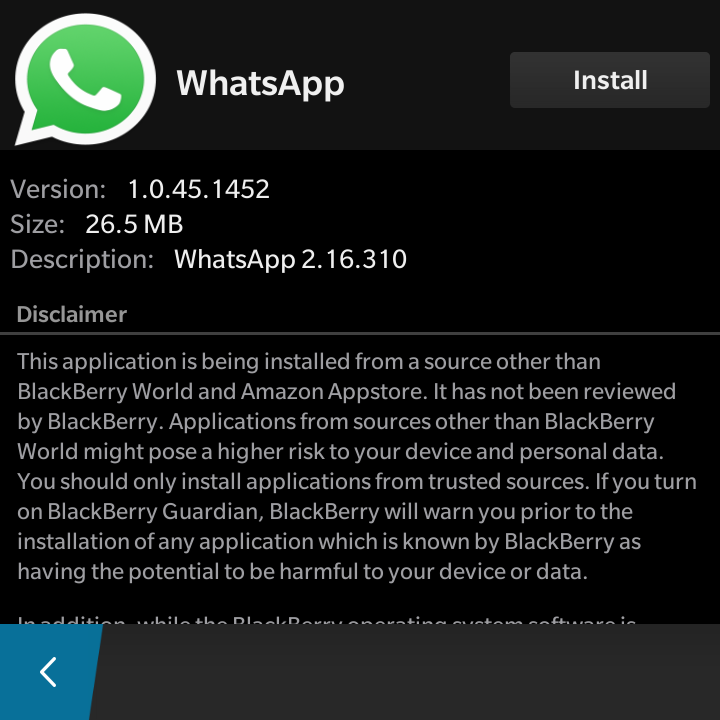 WhatsApp
Install
Version: 1.0.45.1452
Size: 26.5 MB
Description: WhatsApp 2.16.310
Disclaimer
This application is being installed from a source other than
BlackBerry World and Amazon Appstore. It has not been reviewed
by BlackBerry. Applications from sources other than BlackBerry
World might pose a higher risk to your device and personal data.
You should only install applications from trusted sources. If you turn
on BlackBerry Guardian, BlackBerry will warn you prior to the
installation of any application which is known by BlackBerry as
having the potential to be harmful to your device or data.
In addition, while the BlackBerry operating system software is